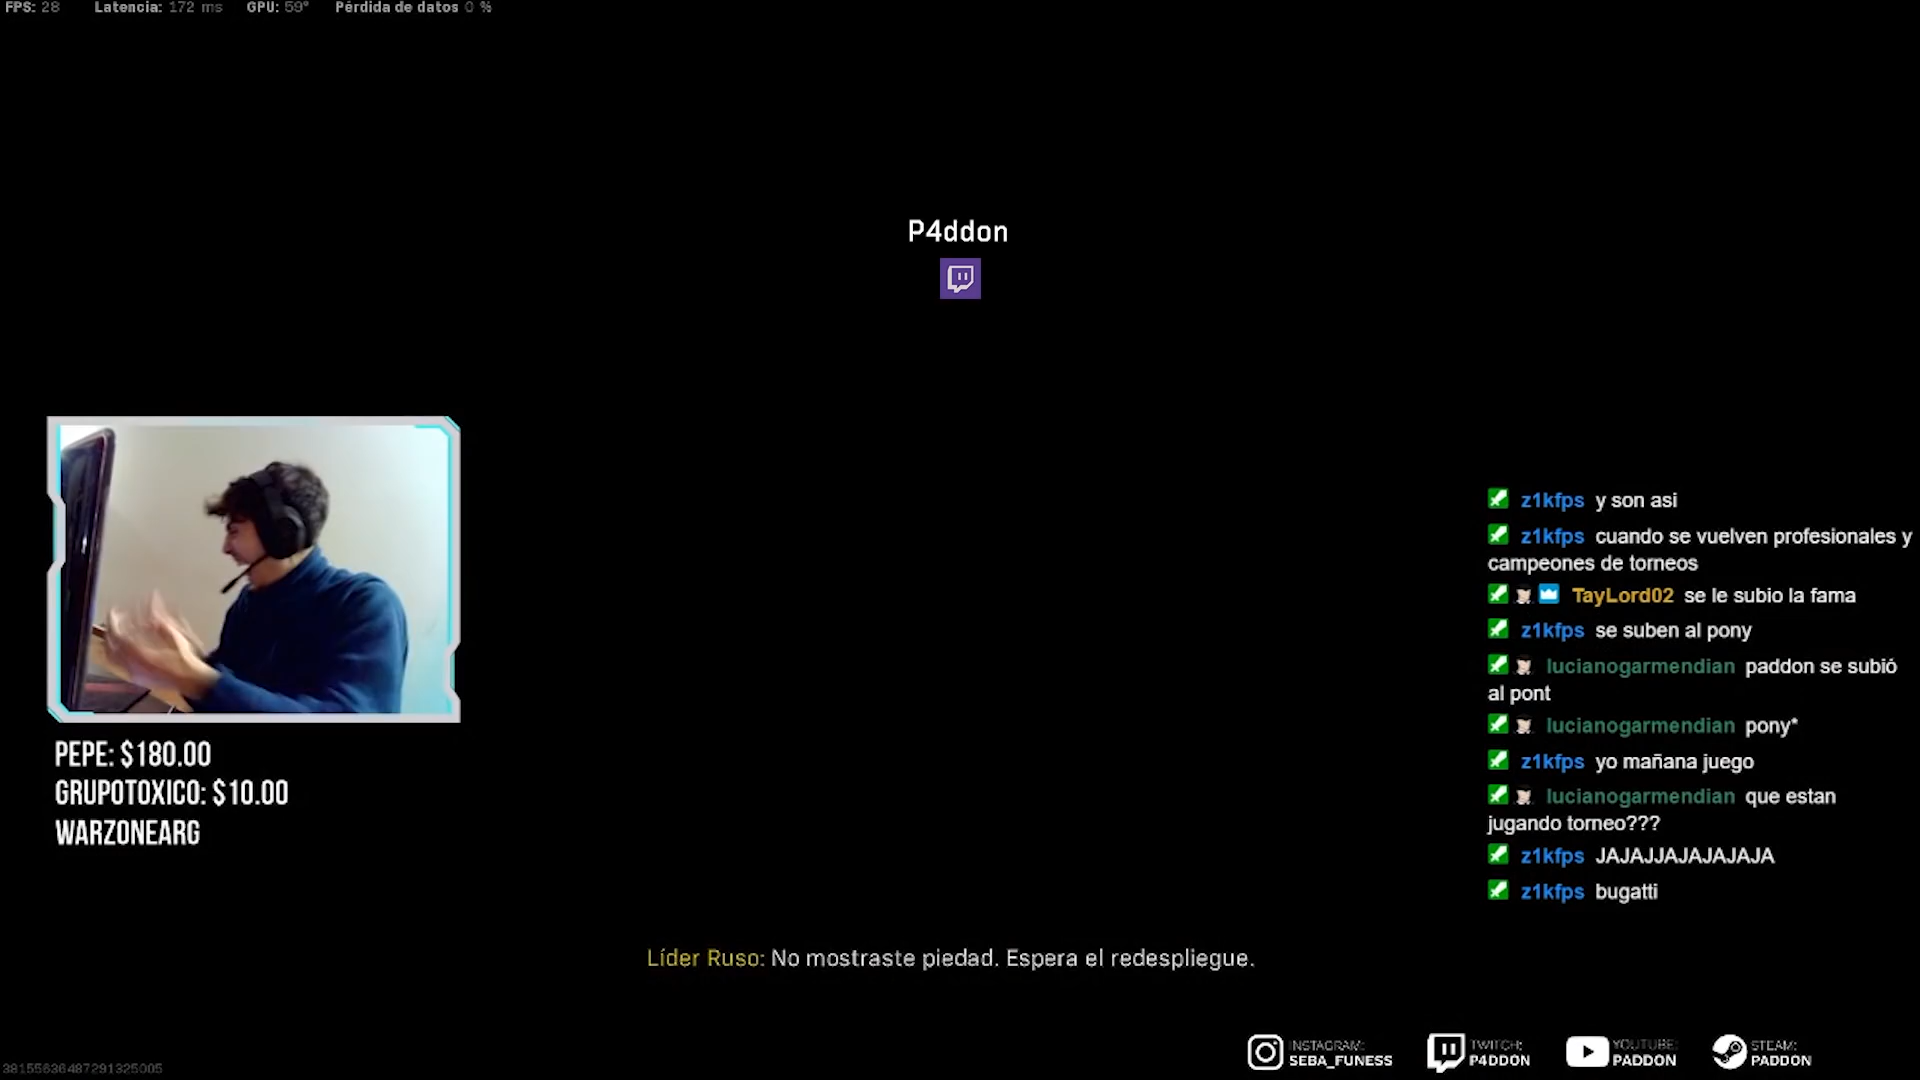 FPS: 28 Latencia: 172 ms GPU: 59° Pérdida de datos 0 %
P4ddon
z1kfps y son asi
z1kfps cuando se vuelven profesionales y
campeones de torneos
TayLord02 se le subio la fama
z1kfps se suben al pony
lucianogarmendian paddon se subió
al pont
lucianogarmendian pony*
z1kfps yo mañana juego
lucianogarmendian que estan
jugando torneo???
z1kfps JAJAJJAJAJAJAJA
z1kfps bugatti
PEPE: $180.00
GRUPOTOXICO: $10.00
WARZONEARG
Líder Ruso: No mostraste piedad. Espera el redespliegue.
INSTAGRAM:
SEBA_FUNESS
TWITCH:
P4DDON
YOUTUBE:
PADDON
STEAM:
PADDON
38155636487291325005